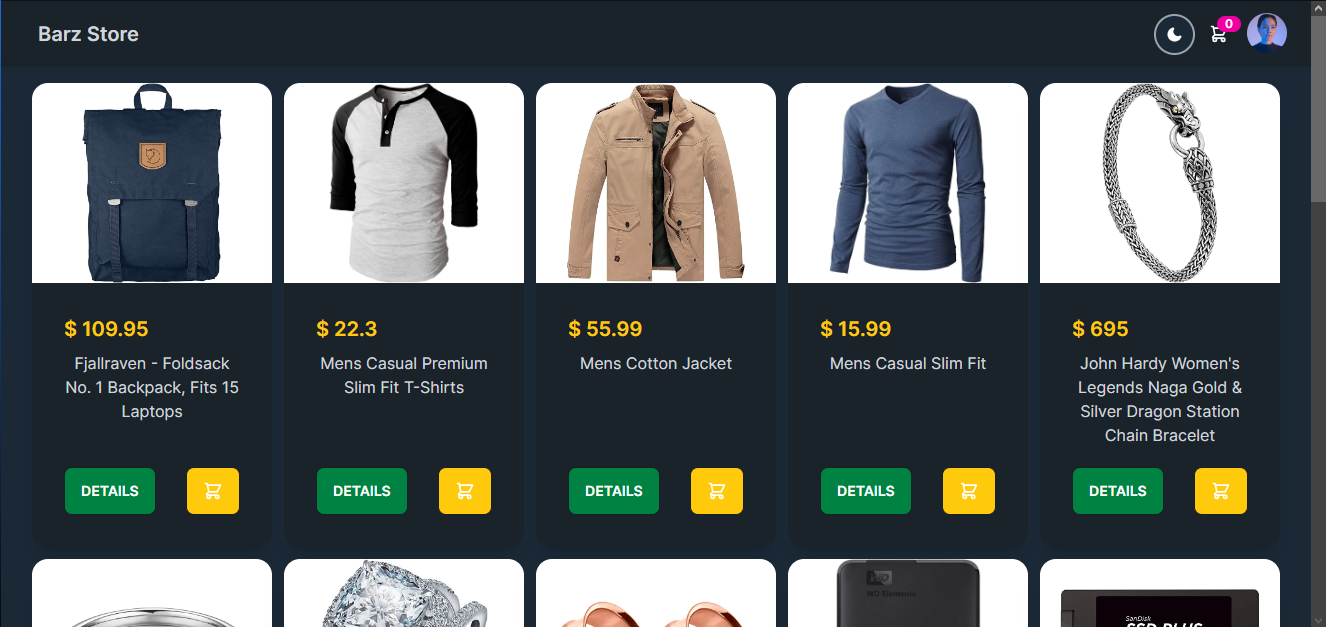 Barz Store
0
$ 109.95
Fjallraven - Foldsack
No. 1 Backpack, Fits 15
Laptops
DETAILS
$ 22.3
Mens Casual Premium
Slim Fit T-Shirts
DETAILS
$ 55.99
Mens Cotton Jacket
DETAILS
$ 15.99
Mens Casual Slim Fit
DETAILS
$ 695
John Hardy Women's
Legends Naga Gold &
Silver Dragon Station
Chain Bracelet
DETAILS
WD
WD Elements
SanDisk
SSD PLUS